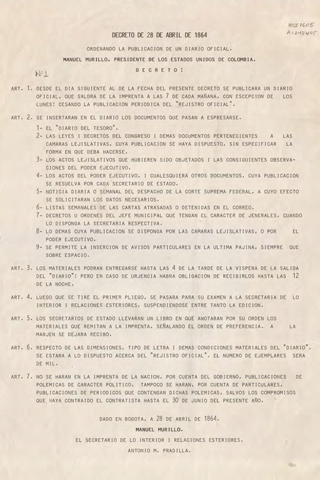 DECRETO DE 28 DE ABRIL DE 1864
ORDENANDO LA PUBLICACION DE UN DIARIO OFICIAL.
MANUEL MURILLO. PRESIDENTE DE LOS ESTADOS UNIDOS DE COLOMBIA.
D E C R E T O :
ART. 1. DESDE EL DIA SIGUIENTE AL DE LA FECHA DEL PRESENTE DECRETO SE PUBLICARA UN DIARIO
OFICIAL. QUE SALDRA DE LA IMPRENTA A LAS 7 DE CADA MAÑANA. CON ESCEPCION DE LOS
LUNES: CESANDO LA PUBLICACION PERIODICA DEL "REJISTRO OFICIAL".
ART. 2. SE INSERTARAN EN EL DIARIO LOS DOCUMENTOS QUE PASAN A ESPRESARSE.
1- EL "DIARIO DEL TESORO".
2- LAS LEYES I DECRETOS DEL CONGRESO I DEMAS DOCUMENTOS PERTENECIENTES A LAS
CAMARAS LEJISLATIVAS. CUYA PUBLICACION SE HAYA DISPUESTO. SIN ESPECIFICAR LA
FORMA EN QUE DEBA HACERSE.
3- LOS ACTOS LEJISLATIVOS QUE HUBIEREN SIDO OBJETADOS I LAS CONSIGUIENTES OBSERVA-
CIONES DEL PODER EJECUTIVO.
4- LOS ACTOS DEL PODER EJECUTIVO. I CUALESQUIERA OTROS DOCUMENTOS. CUYA PUBLICACION
SE RESUELVA POR CADA SECRETARIO DE ESTADO.
5- NOTICIA DIARIA O SEMANAL DEL DESPACHO DE LA CORTE SUPREMA FEDERAL. A CUYO EFECTO
SE SOLICITARAN LOS DATOS NECESARIOS.
6- LISTAS SEMANALES DE LAS CARTAS ATRASADAS O DETENIDAS EN EL CORREO.
7- DECRETOS U ORDENES DEL JEFE MUNICIPAL QUE TENGAN EL CARACTER DE JENERALES. CUANDO
LO DISPONGA LA SECRETARIA RESPECTIVA.
8- LO DEMAS CUYA PUBLICACION SE DISPONGA POR LAS CAMARAS LEJISLATIVAS. O POR EL
PODER EJECUTIVO.
9- SE PERMITE LA INSERCION DE AVISOS PARTICULARES EN LA ULTIMA PAJINA. SIEMPRE QUE
SOBRE ESPACIO.
ART. 3. LOS MATERIALES PODRAN ENTREGARSE HASTA LAS 4 DE LA TARDE DE LA VISPERA DE LA SALIDA
DEL "DIARIO": PERO EN CASO DE URJENCIA HABRA OBLIGACION DE RECIBIRLOS HASTA LAS 12
DE LA NOCHE.
ART. 4. LUEGO QUE SE TIRE EL PRIMER PLIEGO. SE PASARA PARA SU EXAMEN A LA SECRETARIA DE LO
INTERIOR I RELACIONES ESTERIORES. SUSPENDIENDOSE ENTRE TANTO LA EDICION.
ART. 5. LOS SECRETARIOS DE ESTADO LLEVARAN UN LIBRO EN QUE ANOTARAN POR SU ORDEN LOS
MATERIALES QUE REMITAN A LA IMPRENTA. SEÑALANDO EL ORDEN DE PREFERENCIA. A LA
MARJEN SE DEJARA RECIBO.
ART. 6. RESPECTO DE LAS DIMENSIONES. TIPO DE LETRA I DEMAS CONDICIONES MATERIALES DEL "DIARIO".
SE ESTARA A LO DISPUESTO ACERCA DEL "REJISTRO OFICIAL". EL NUMERO DE EJEMPLARES SERA
DE MIL.
ART. 7. NO SE HARAN EN LA IMPRENTA DE LA NACION. POR CUENTA DEL GOBIERNO. PUBLICACIONES DE
POLEMICAS DE CARACTER POLITICO. TAMPOCO SE HARAN. POR CUENTA DE PARTICULARES.
PUBLICACIONES DE PERIODICOS QUE CONTENGAN DICHAS POLEMICAS. SALVOS LOS COMPROMISOS
QUE HAYA CONTRAIDO EL CONTRATISTA HASTA EL 30 DE JUNIO DEL PRESENTE AÑO.
DADO EN BOGOTA. A 28 DE ABRIL DE 1864.
MANUEL MURILLO.
EL SECRETARIO DE LO INTERIOR I RELACIONES ESTERIORES.
ANTONIO M. PRADILLA.